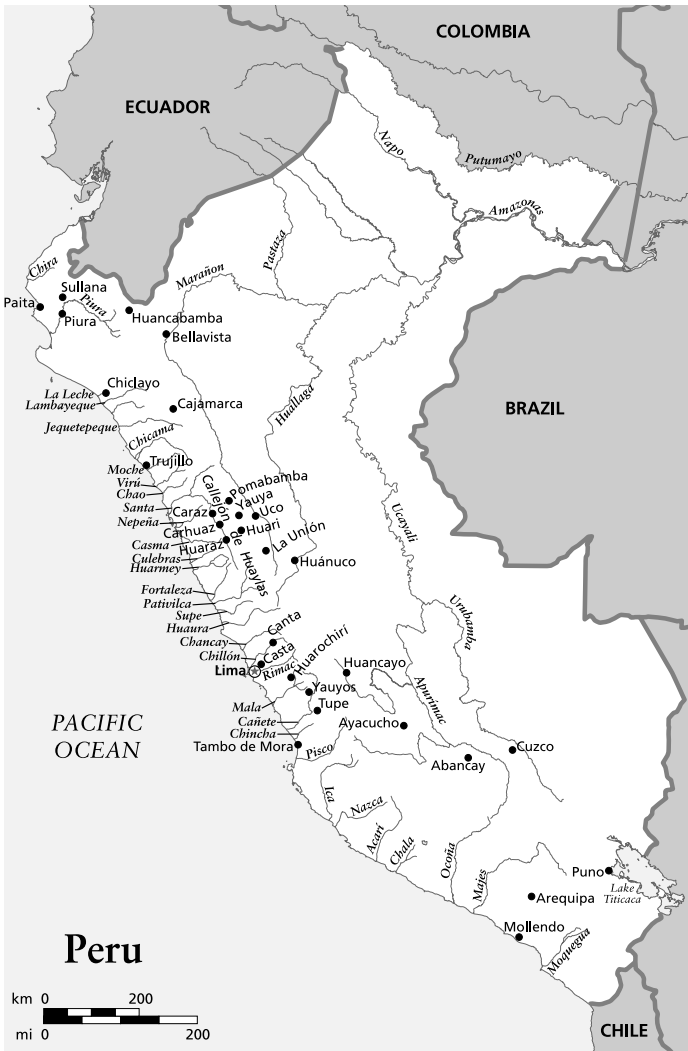 COLOMBIA
ECUADOR
Napo
Putumayo
Amazonas
Pastaza
Chira
Marañon
Sullana
Paita
Piura
Piura
Huancabamba
Bellavista
Chiclayo
La Leche
Lambayeque
Cajamarca
Huallaga
BRAZIL
Jequetepeque
Chicama
Trujillo
Moche
Virú
Chao
Callejón de Huaylas
Pomabamba
Yauya
Santa
Caraz
Uco
Nepeña
Carhuaz
Huari
Ucayali
Casma
Huaraz
La Unión
Culebras
Huarmey
Huánuco
Fortaleza
Pativilca
Supe
Huaura
Urubamba
Canta
Chancay
Chillón
Casta
Lima
Rimac
Huarochirí
Huancayo
Yauyos
Apurimac
Mala
Tupe
Cañete
Chincha
Ayacucho
PACIFIC
OCEAN
Tambo de Mora
Pisco
Cuzco
Abancay
Ica
Nazca
Acarí
Chala
Ocoña
Majes
Puno
Lake
Titicaca
Arequipa
Mollendo
Moquegua
Peru
km 0 200
mi 0 200
CHILE